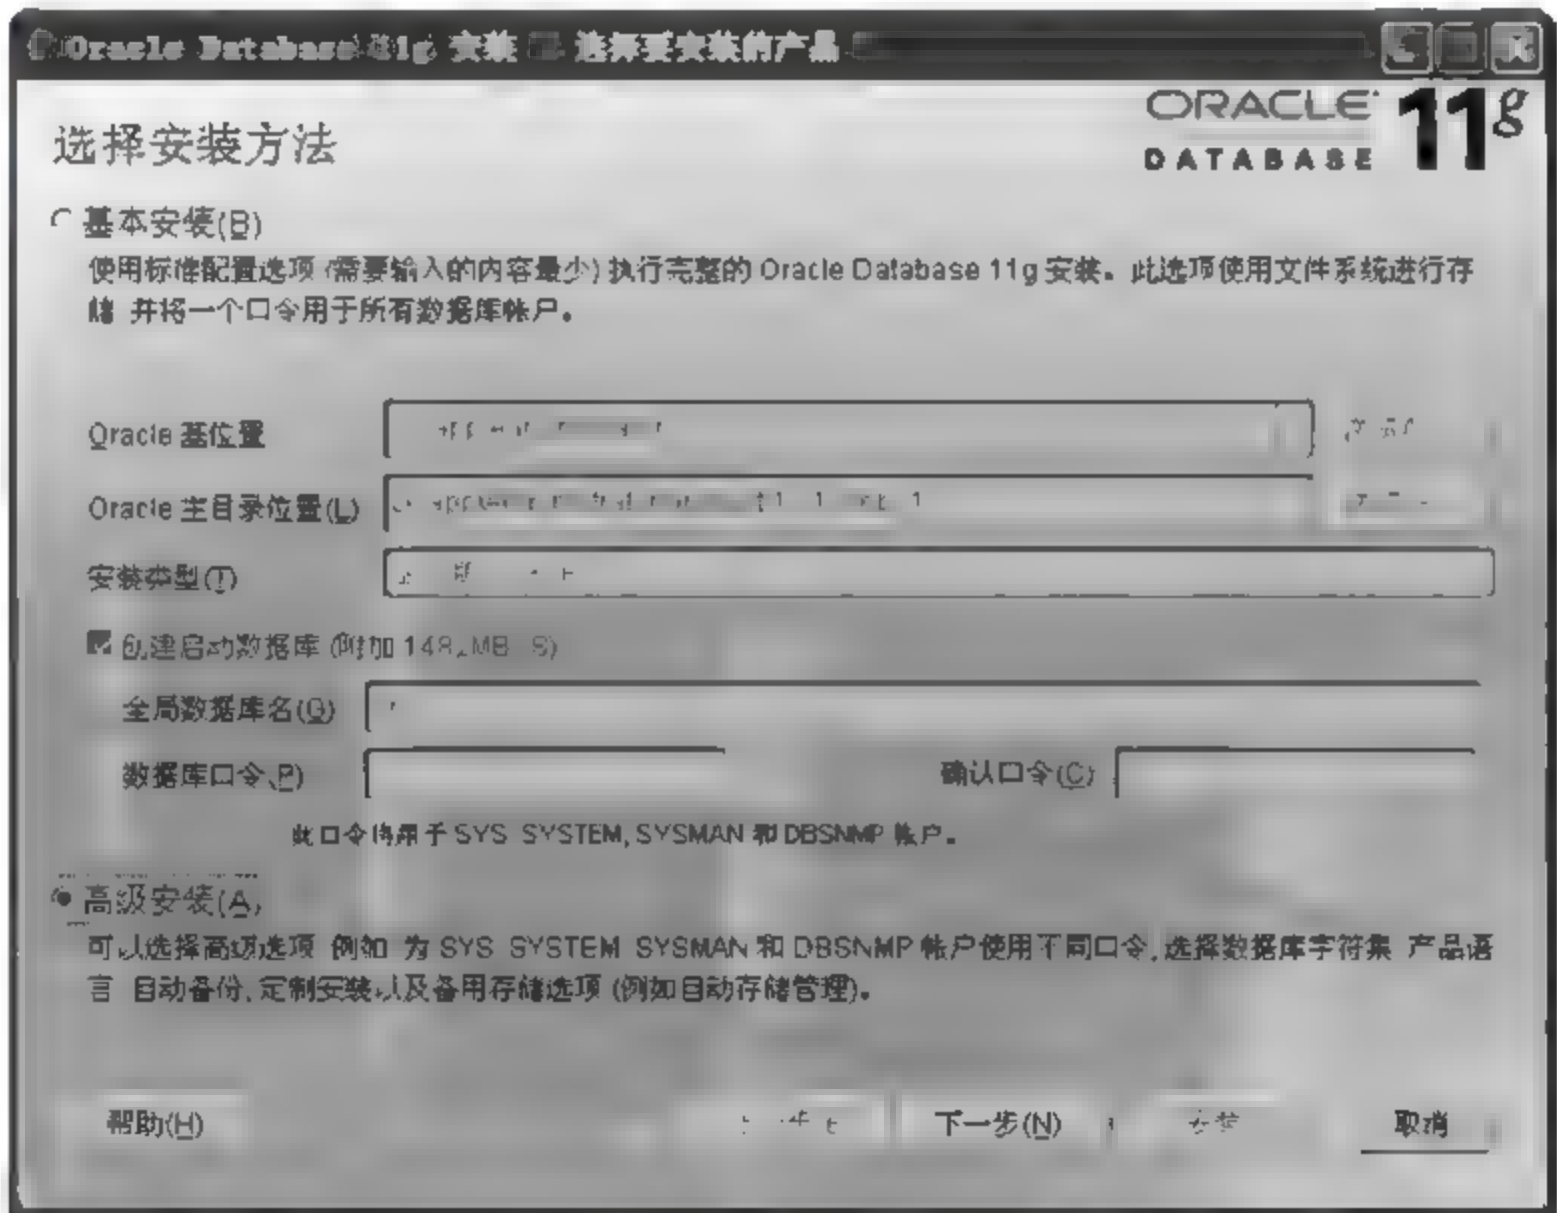 Oracle Database 11g 安装 选择要安装的产品
ORACLE 11g
DATABASE
选择安装方法
基本安装(B)
使用标准配置选项 (需要输入的内容最少) 执行完整的 Oracle Database 11g 安装。此选项使用文件系统进行存
储 并将一个口令用于所有数据库帐户。
Oracle 基位置
Oracle 主目录位置(L)
安装类型(T)
创建启动数据库 (附加 1482MB)
全局数据库名(G)
数据库口令(P) 确认口令(C)
此口令将用于 SYS SYSTEM, SYSMAN 和 DBSNMP 帐户。
高级安装(A)
可以选择高级选项 例如 为 SYS SYSTEM SYSMAN 和 DBSNMP 帐户使用不同口令,选择数据库字符集 产品语
言 自动备份,定制安装以及备用存储选项 (例如自动存储管理)。
帮助(H) 下一步(N) 安装 取消